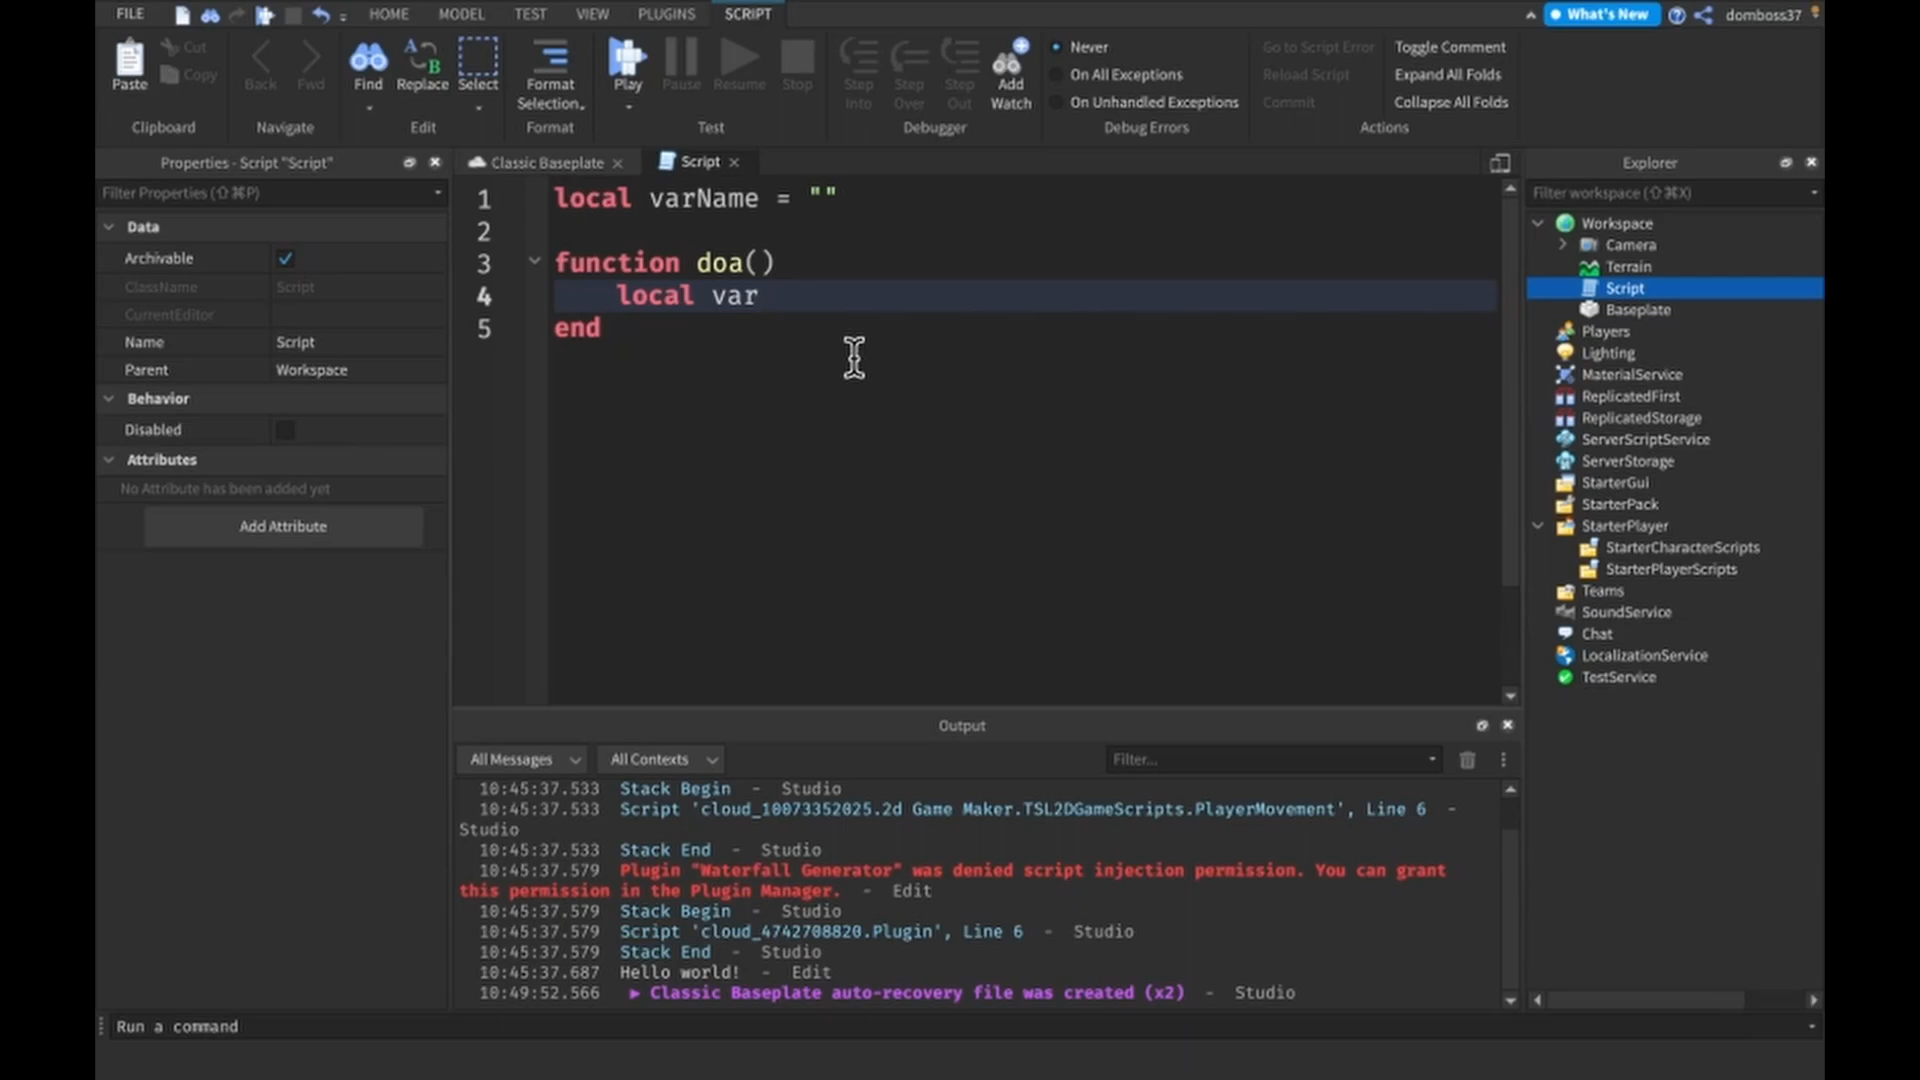 FILE HOME MODEL TEST VIEW PLUGINS SCRIPT What's New domboss37
Paste Cut Copy Back Fwd Find Replace Select Format Selection Play Pause Resume Stop Step Into Step Over Step Out Add Watch
Never
On All Exceptions
On Unhandled Exceptions
Go to Script Error
Reload Script
Commit
Toggle Comment
Expand All Folds
Collapse All Folds
Clipboard Navigate Edit Format Test Debugger Debug Errors Actions
Properties - Script "Script"
Filter Properties (⇧⌘P)
Data
Archivable
ClassName Script
CurrentEditor
Name Script
Parent Workspace
Behavior
Disabled
Attributes
No Attribute has been added yet
Add Attribute
Classic Baseplate Script
1 local varName = ""
2
3 function doa()
4 local var
5 end
Output
All Messages All Contexts Filter...
10:45:37.533 Stack Begin - Studio
10:45:37.533 Script 'cloud_10073352025.2d Game Maker.TSL2DGameScripts.PlayerMovement', Line 6 -
Studio
10:45:37.533 Stack End - Studio
10:45:37.579 Plugin "Waterfall Generator" was denied script injection permission. You can grant
this permission in the Plugin Manager. - Edit
10:45:37.579 Stack Begin - Studio
10:45:37.579 Script 'cloud_4742708820.Plugin', Line 6 - Studio
10:45:37.579 Stack End - Studio
10:45:37.687 Hello world! - Edit
10:49:52.566 Classic Baseplate auto-recovery file was created (x2) - Studio
Run a command
Explorer
Filter workspace (⇧⌘X)
Workspace
Camera
Terrain
Script
Baseplate
Players
Lighting
MaterialService
ReplicatedFirst
ReplicatedStorage
ServerScriptService
ServerStorage
StarterGui
StarterPack
StarterPlayer
StarterCharacterScripts
StarterPlayerScripts
Teams
SoundService
Chat
LocalizationService
TestService